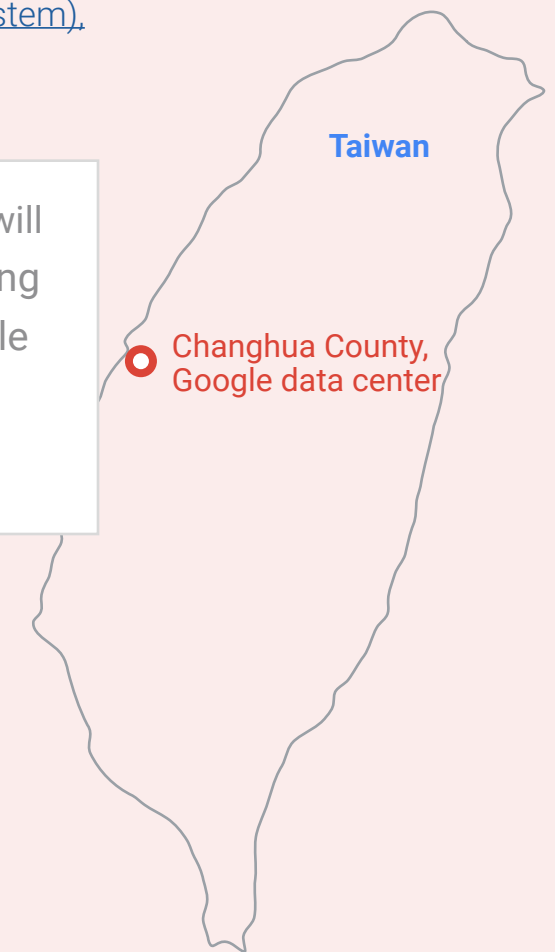 stem),
Taiwan
will
ng
le
Changhua County,
Google data center